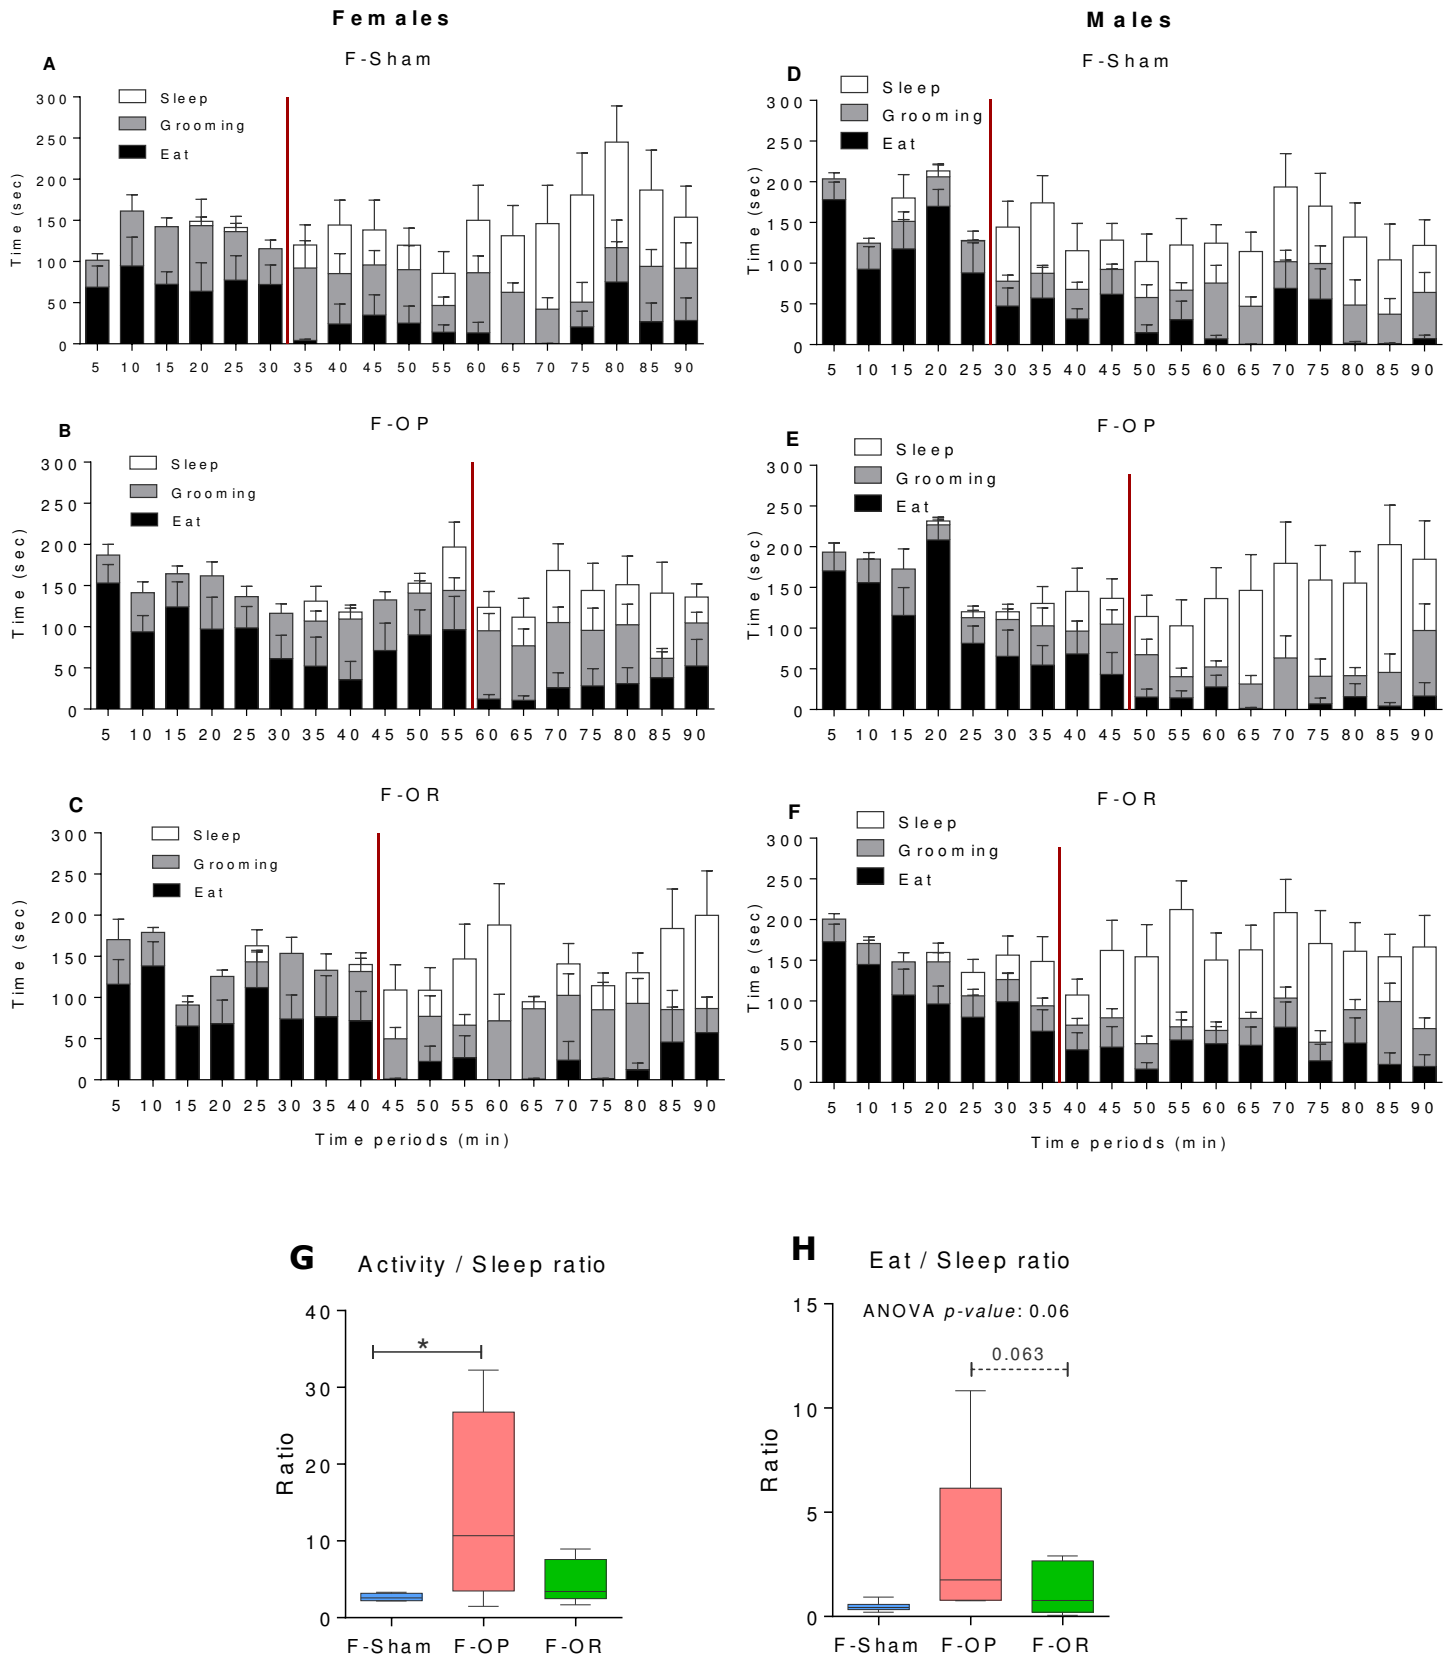 Females
Males
A
F-Sham
Sleep
Grooming
Eat
Time (sec)
300
250
200
150
100
50
0
5 10 15 20 25 30 35 40 45 50 55 60 65 70 75 80 85 90
D
F-Sham
Sleep
Grooming
Eat
Time (sec)
300
250
200
150
100
50
0
5 10 15 20 25 30 35 40 45 50 55 60 65 70 75 80 85 90
B
F-OP
Sleep
Grooming
Eat
Time (sec)
300
250
200
150
100
50
0
5 10 15 20 25 30 35 40 45 50 55 60 65 70 75 80 85 90
E
F-OP
Sleep
Grooming
Eat
Time (sec)
300
250
200
150
100
50
0
5 10 15 20 25 30 35 40 45 50 55 60 65 70 75 80 85 90
C
F-OR
Sleep
Grooming
Eat
Time (sec)
300
250
200
150
100
50
0
5 10 15 20 25 30 35 40 45 50 55 60 65 70 75 80 85 90
Time periods (min)
F
F-OR
Sleep
Grooming
Eat
Time (sec)
300
250
200
150
100
50
0
5 10 15 20 25 30 35 40 45 50 55 60 65 70 75 80 85 90
Time periods (min)
G
Activity / Sleep ratio
*
Ratio
40
30
20
10
0
F-Sham F-OP F-OR
H
Eat / Sleep ratio
ANOVA p-value: 0.06
0.063
Ratio
15
10
5
0
F-Sham F-OP F-OR